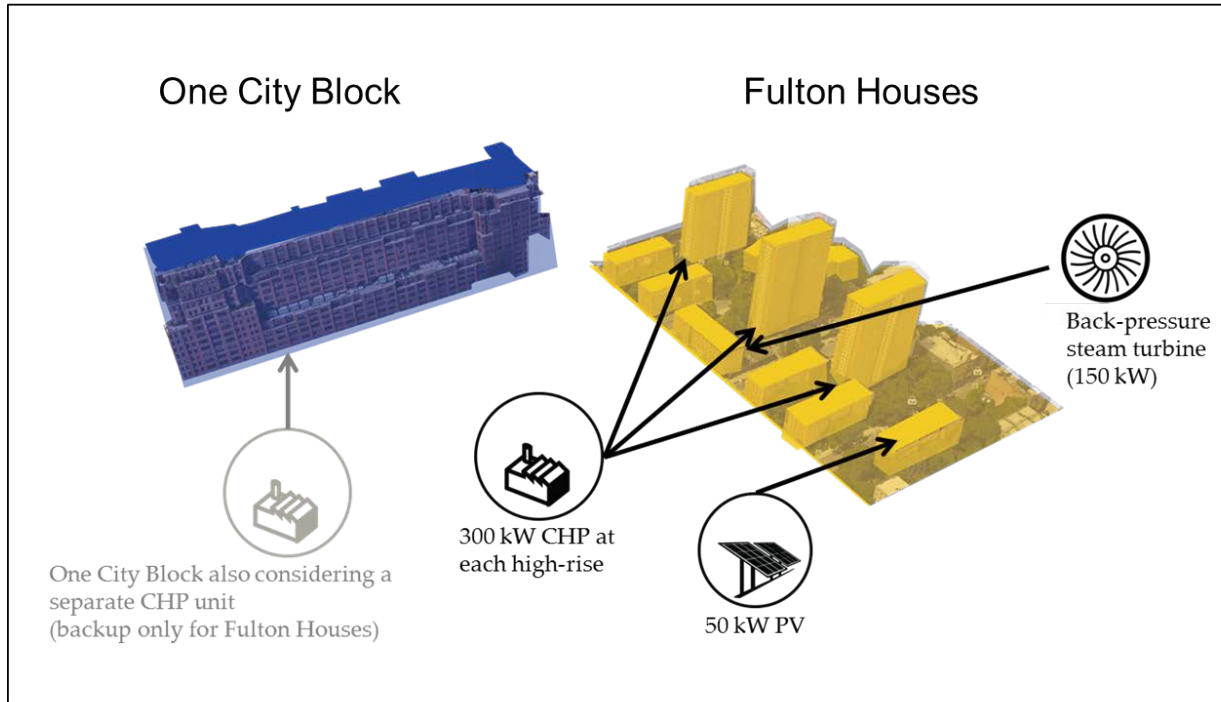 One City Block
Fulton Houses
Back-pressure
steam turbine
(150 kW)
300 kW CHP at
each high-rise
50 kW PV
One City Block also considering a
separate CHP unit
(backup only for Fulton Houses)